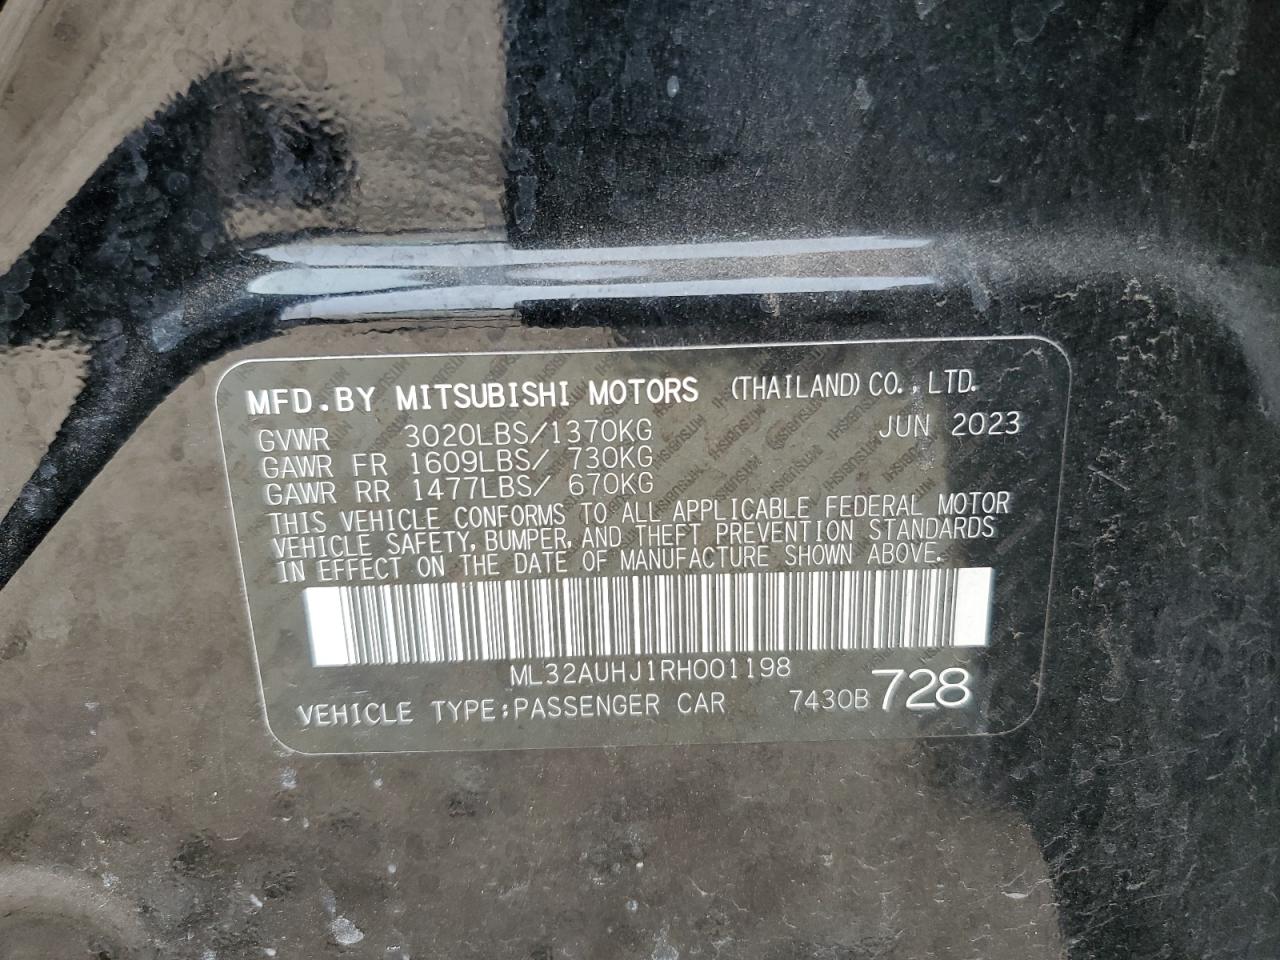 MFD.BY MITSUBISHI MOTORS (THAILAND) CO., LTD.
GVWR 3020LBS/1370KG JUN 2023
GAWR FR 1609LBS/ 730KG
GAWR RR 1477LBS/ 670KG
THIS VEHICLE CONFORMS TO ALL APPLICABLE FEDERAL MOTOR
VEHICLE SAFETY, BUMPER, AND THEFT PREVENTION STANDARDS
IN EFFECT ON THE DATE OF MANUFACTURE SHOWN ABOVE.
ML32AUHJ1RH001198
VEHICLE TYPE:PASSENGER CAR 7430B 728